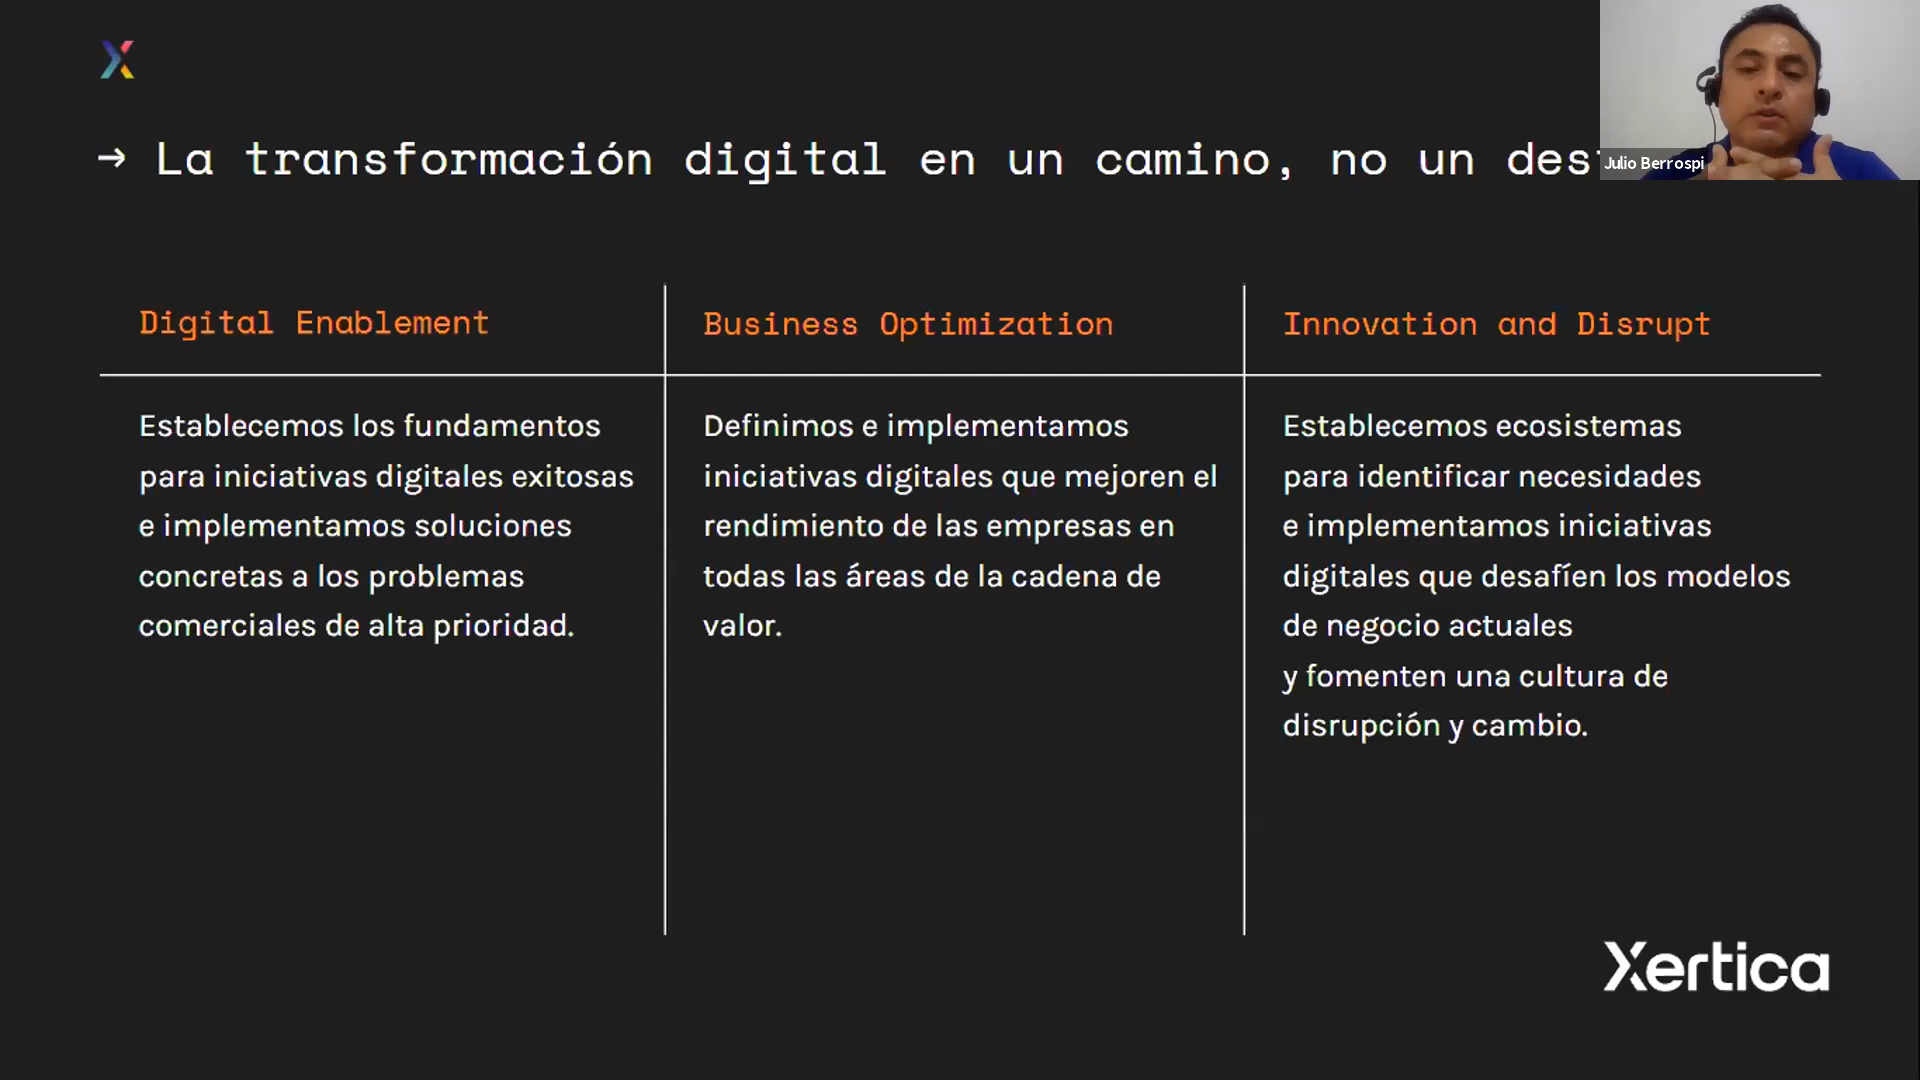 → La transformación digital en un camino, no un
Julio Berrospi
Digital Enablement
Establecemos los fundamentos
para iniciativas digitales exitosas
e implementamos soluciones
concretas a los problemas
comerciales de alta prioridad.
Business Optimization
Definimos e implementamos
iniciativas digitales que mejoren el
rendimiento de las empresas en
todas las áreas de la cadena de
valor.
Innovation and Disrupt
Establecemos ecosistemas
para identificar necesidades
e implementamos iniciativas
digitales que desafíen los modelos
de negocio actuales
y fomenten una cultura de
disrupción y cambio.
Xertica